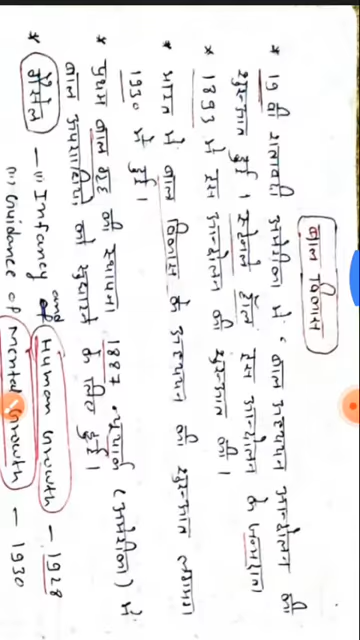 बाल विकास
* 19 वी शताब्दी अमेरिका में "बाल अध्ययन आन्दोलन की
शुरूआत हुई। स्टेनले हॉल इस आन्दोलन के जन्मदाता
* 1893 में इस आन्दोलन की शुरूआत की।
* भारत में बाल विकास के अध्ययन की शुरूआत लगभग
1930 में हुई।
* प्रथम बाल सुधार गृह की स्थापना 1887 न्यूयार्क (अमेरिका) में
बाल अपराधियों को सुधारने के लिए हुई।
* गैसेल - (i) Infancy and Human Growth - 1928
(ii) Guidance of Mental Growth - 1930